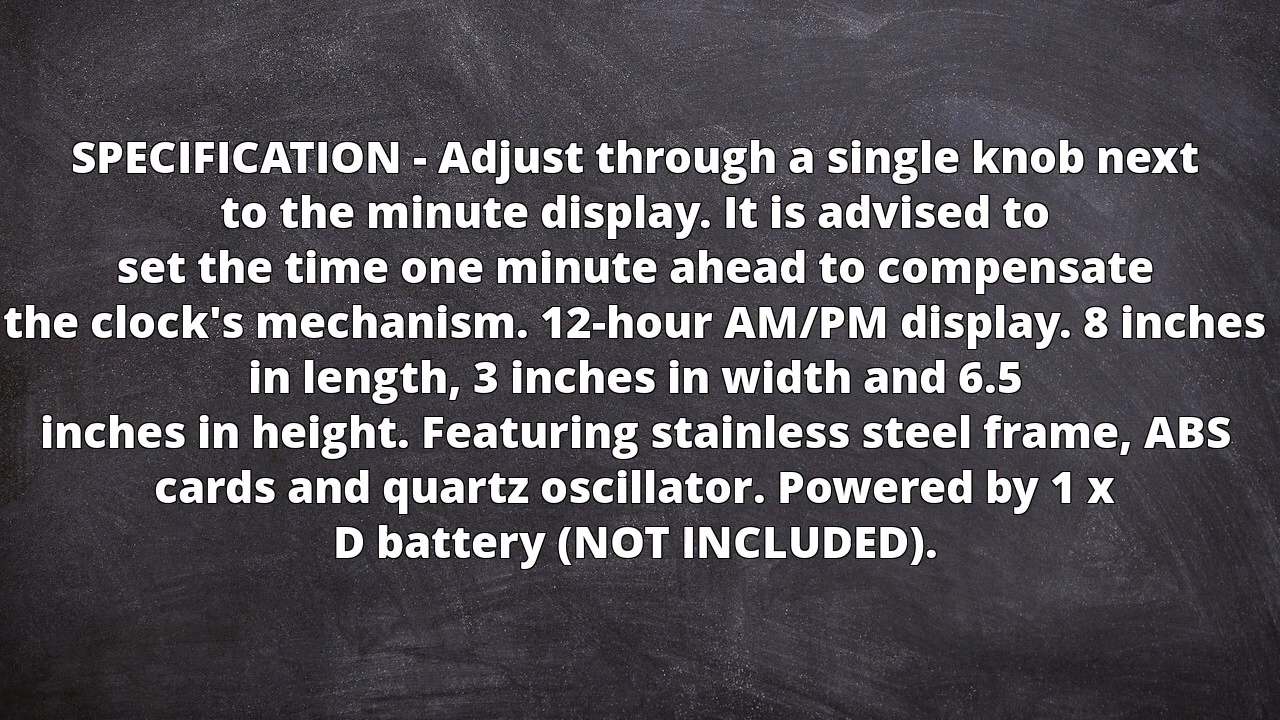 SPECIFICATION - Adjust through a single knob next
to the minute display. It is advised to
set the time one minute ahead to compensate
the clock's mechanism. 12-hour AM/PM display. 8 inches
in length, 3 inches in width and 6.5
inches in height. Featuring stainless steel frame, ABS
cards and quartz oscillator. Powered by 1 x
D battery (NOT INCLUDED).